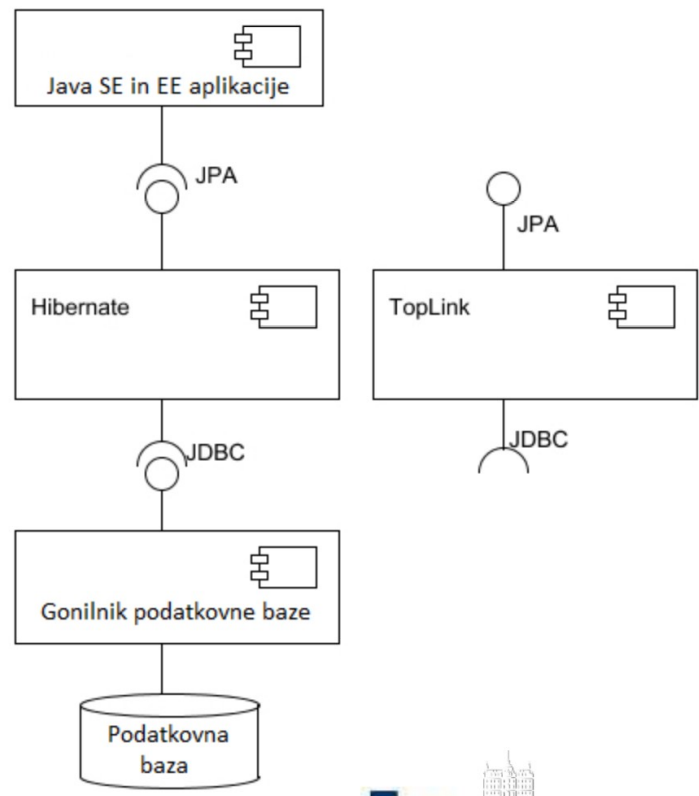 Java SE in EE aplikacije
JPA
JPA
Hibernate
TopLink
JDBC
JDBC
Gonilnik podatkovne baze
Podatkovna
baza